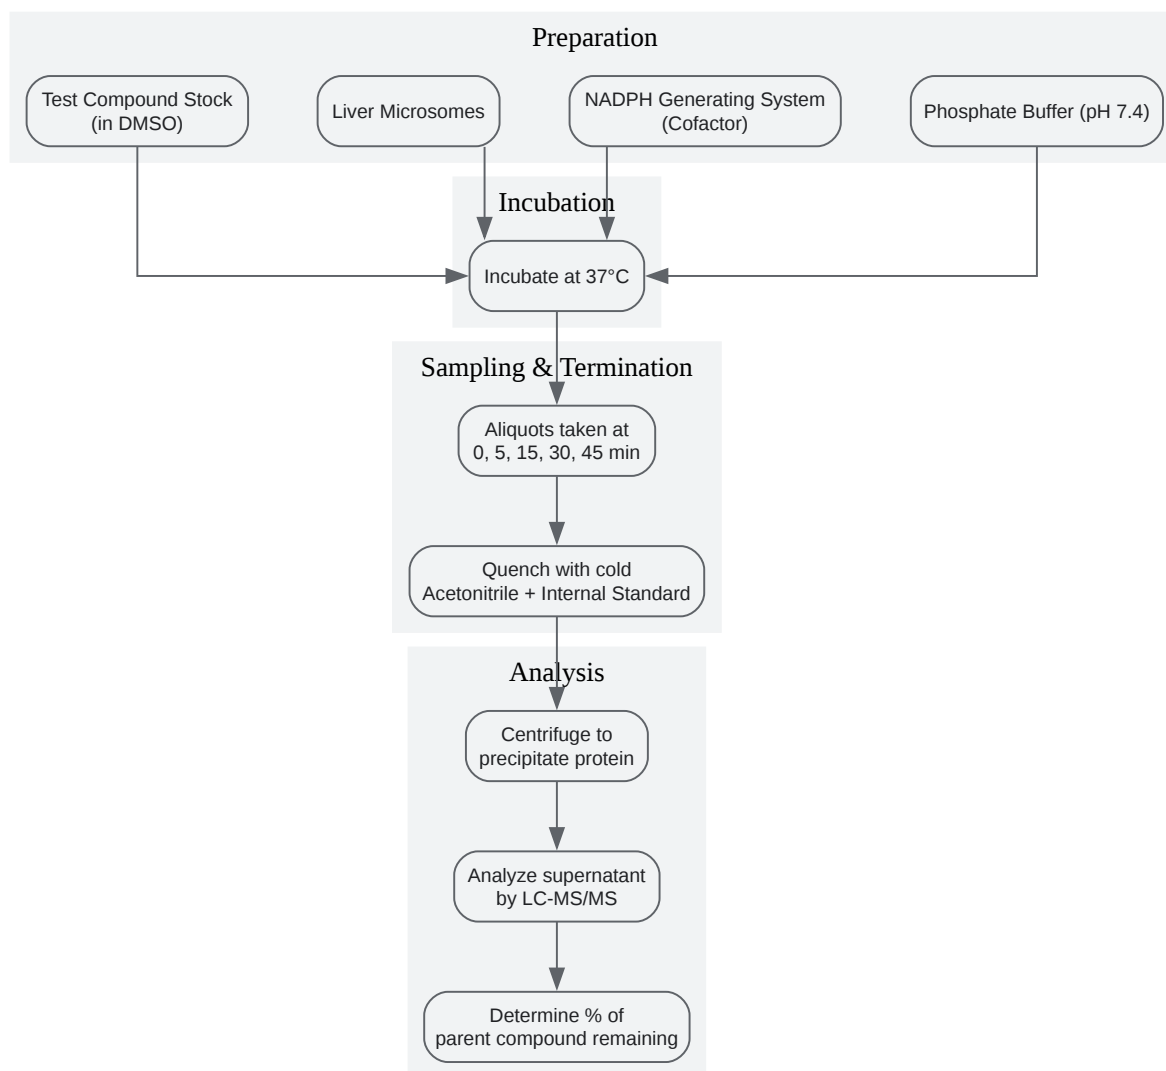 Preparation
Test Compound Stock
(in DMSO)
Liver Microsomes
NADPH Generating System
(Cofactor)
Phosphate Buffer (pH 7.4)
Incubation
Incubate at 37°C
Sampling & Termination
Aliquots taken at
0, 5, 15, 30, 45 min
Quench with cold
Acetonitrile + Internal Standard
Analysis
Centrifuge to
precipitate protein
Analyze supernatant
by LC-MS/MS
Determine % of
parent compound remaining